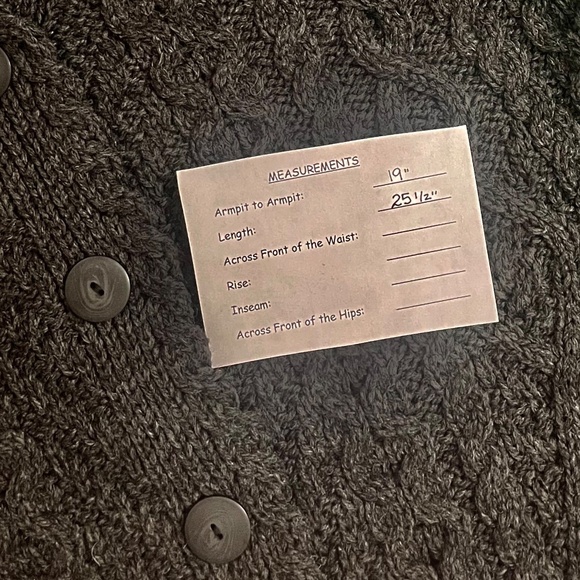 MEASUREMENTS
Armpit to Armpit: 19"
Length: 25 1/2"
Across Front of the Waist:
Rise:
Inseam:
Across Front of the Hips: